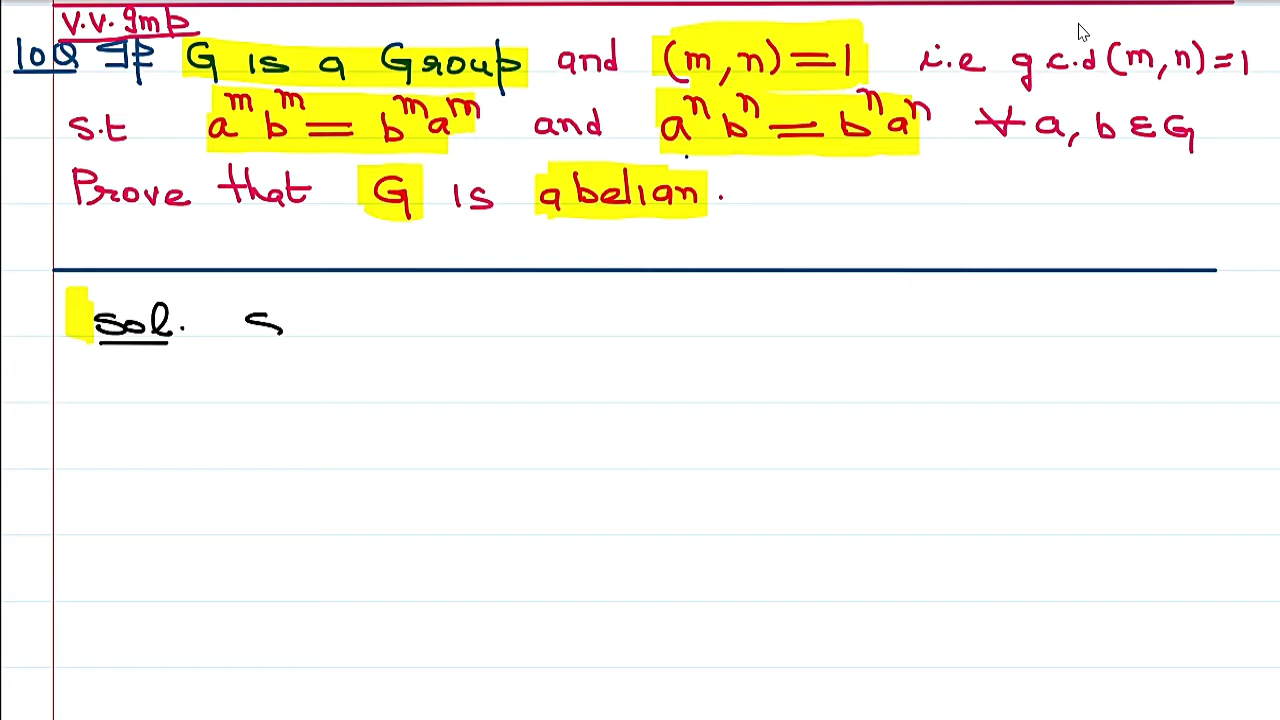 V.V. Imp
10Q If G is a Group and (m,n)=1 i.e g c.d(m,n)=1
s.t a^m b^m = b^m a^m and a^n b^n = b^n a^n ∀ a, b ∈ G
Prove that G is abelian.
Sol. S